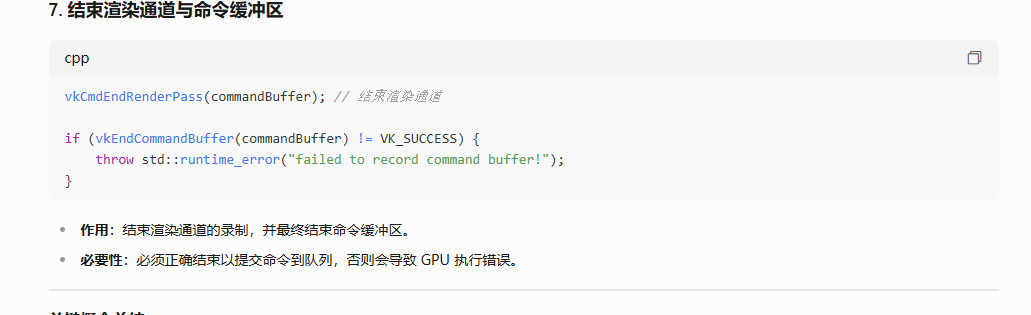 7. 结束渲染通道与命令缓冲区
cpp
vkCmdEndRenderPass(commandBuffer); // 结束渲染通道
if (vkEndCommandBuffer(commandBuffer) != VK_SUCCESS) {
    throw std::runtime_error("failed to record command buffer!");
}
作用：结束渲染通道的录制，并最终结束命令缓冲区。
必要性：必须正确结束以提交命令到队列，否则会导致 GPU 执行错误。